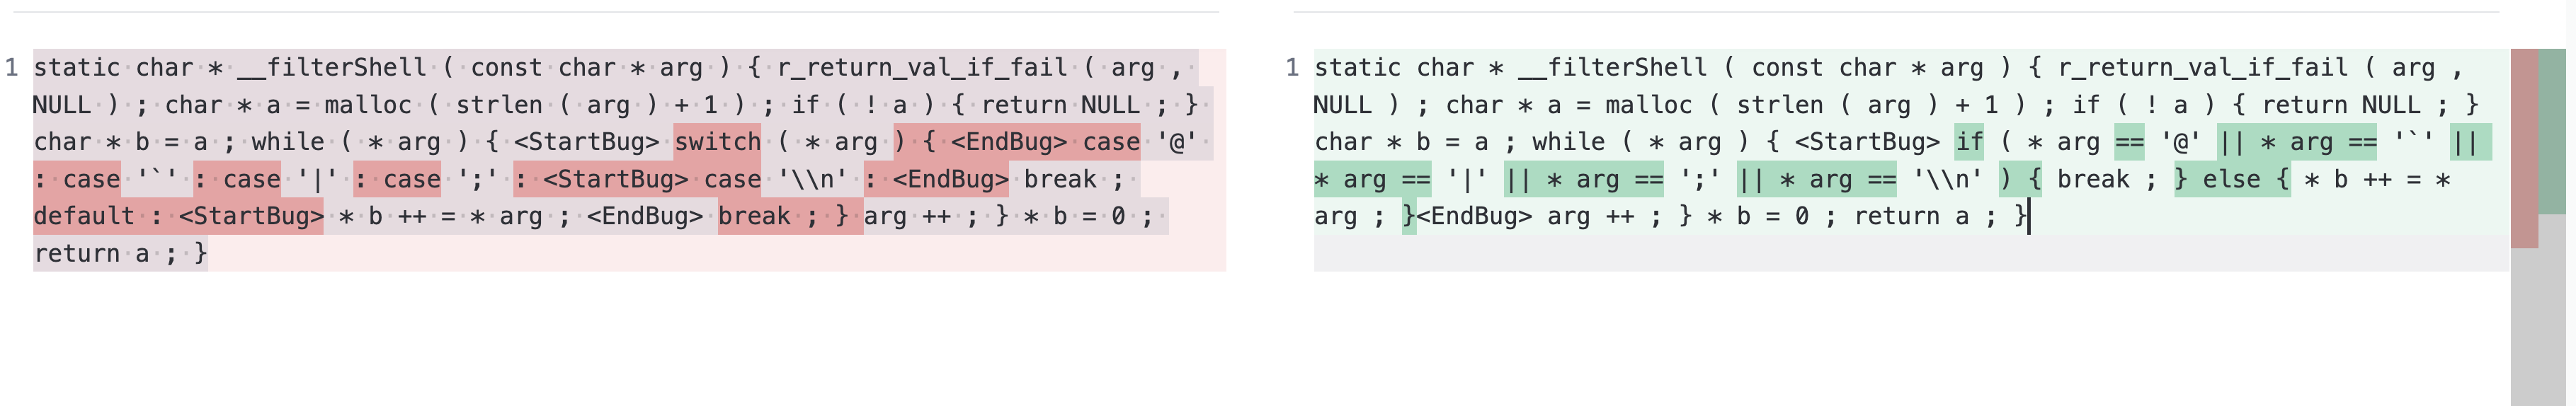 1 static char * __filterShell ( const char * arg ) { r_return_val_if_fail ( arg ,
NULL ) ; char * a = malloc ( strlen ( arg ) + 1 ) ; if ( ! a ) { return NULL ; }
char * b = a ; while ( * arg ) { <StartBug> switch ( * arg ) { <EndBug> case '@'
: case '`' : case '|' : case ';' : <StartBug> case '\\n' : <EndBug> break ;
default : <StartBug> * b ++ = * arg ; <EndBug> break ; } arg ++ ; } * b = 0 ;
return a ; }
1 static char * __filterShell ( const char * arg ) { r_return_val_if_fail ( arg ,
NULL ) ; char * a = malloc ( strlen ( arg ) + 1 ) ; if ( ! a ) { return NULL ; }
char * b = a ; while ( * arg ) { <StartBug> if ( * arg == '@' || * arg == '`' ||
* arg == '|' || * arg == ';' || * arg == '\\n' ) { break ; } else { * b ++ = *
arg ; }<EndBug> arg ++ ; } * b = 0 ; return a ; }